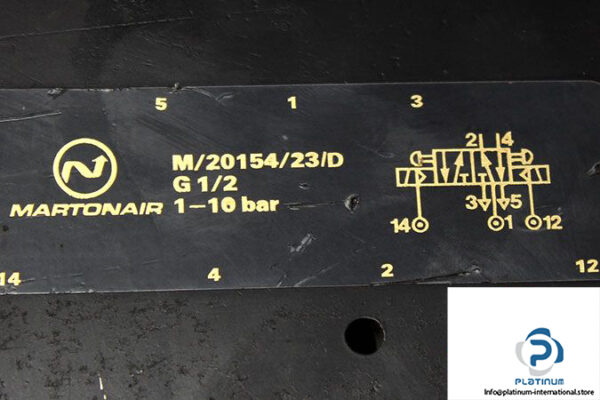 5 1 3
M/20154/23/D
G 1/2
1-10 bar
MARTONAIR
2 4
3 5
14 1 12
14 4 2 12
PLATINUM
Info@platinum-international.store